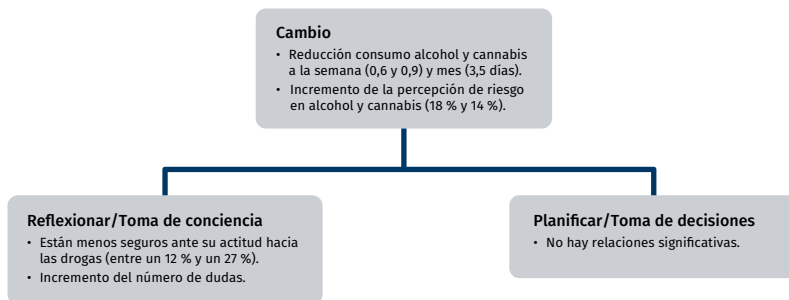 Cambio
• Reducción consumo alcohol y cannabis
a la semana (0,6 y 0,9) y mes (3,5 días).
• Incremento de la percepción de riesgo
en alcohol y cannabis (18 % y 14 %).
Reflexionar/Toma de conciencia
• Están menos seguros ante su actitud hacia
las drogas (entre un 12 % y un 27 %).
• Incremento del número de dudas.
Planificar/Toma de decisiones
• No hay relaciones significativas.